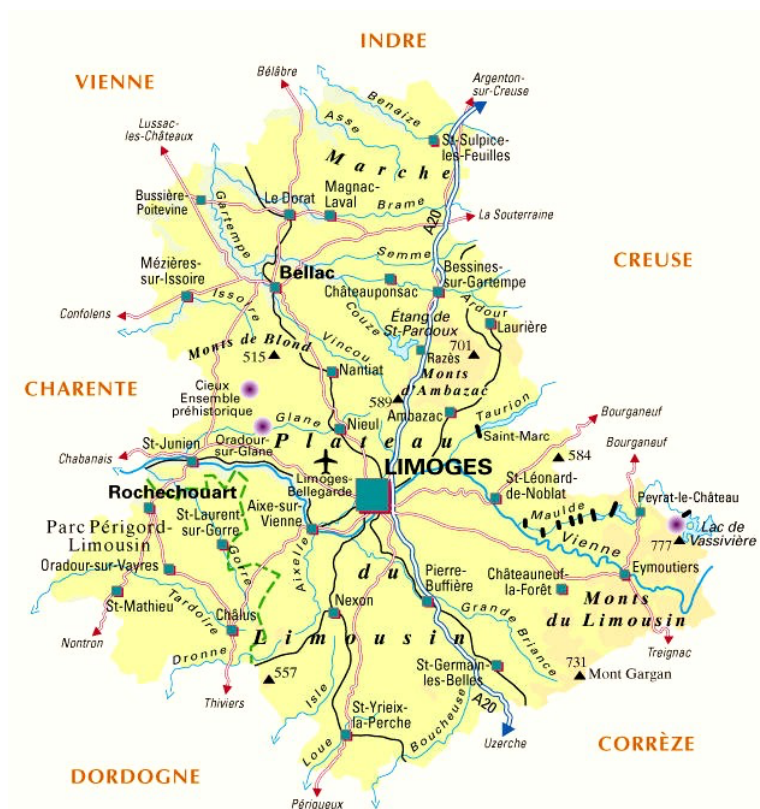 INDRE
VIENNE
Bélâbre
Argenton-
sur-Creuse
Benaize
Asse
Lussac-
les-Châteaux
St-Sulpice-
les-Feuilles
Marche
Bussière-
Poitevine
Gartempe
Le Dorat
Magnac-
Laval
Brame
A20
La Souterraine
Semme
CREUSE
Mézières-
sur-Issoire
Bellac
Bessines-
sur-Gartempe
Châteauponsac
Issoire
Confolens
Couze
Ardour
Étang de
St-Pardoux
Laurière
Vincou
Monts de Blond
515
701
Razès
Nantiat
Monts
d'Ambazac
CHARENTE
Cieux
Ensemble
préhistorique
589
Ambazac
Taurion
Bourganeuf
Glane
Nieul
Saint-Marc
Bourganeuf
St-Junien
Oradour-
sur-Glane
Plateau
Chabanais
584
LIMOGES
Limoges-
Bellegarde
St-Léonard-
de-Noblat
Rochechouart
Peyrat-le-Château
Aixe-sur-
Vienne
Maulde
St-Laurent-
sur-Gorre
Parc Périgord-
Limousin
Lac de
Vassivière
Vienne
777
Gorre
Aixelle
Oradour-sur-Vayres
du
Pierre-
Buffière
Châteauneuf-
la-Forêt
Eymoutiers
St-Mathieu
Tardoire
Châlus
Nexon
Grande Briance
Monts
du Limousin
Limousin
Nontron
Treignac
Dronne
557
St-Germain-
les-Belles
731
Mont Gargan
Thiviers
Isle
A20
St-Yrieix-
la-Perche
Boucheuse
Uzerche
Loue
CORRÈZE
DORDOGNE
Périgueux